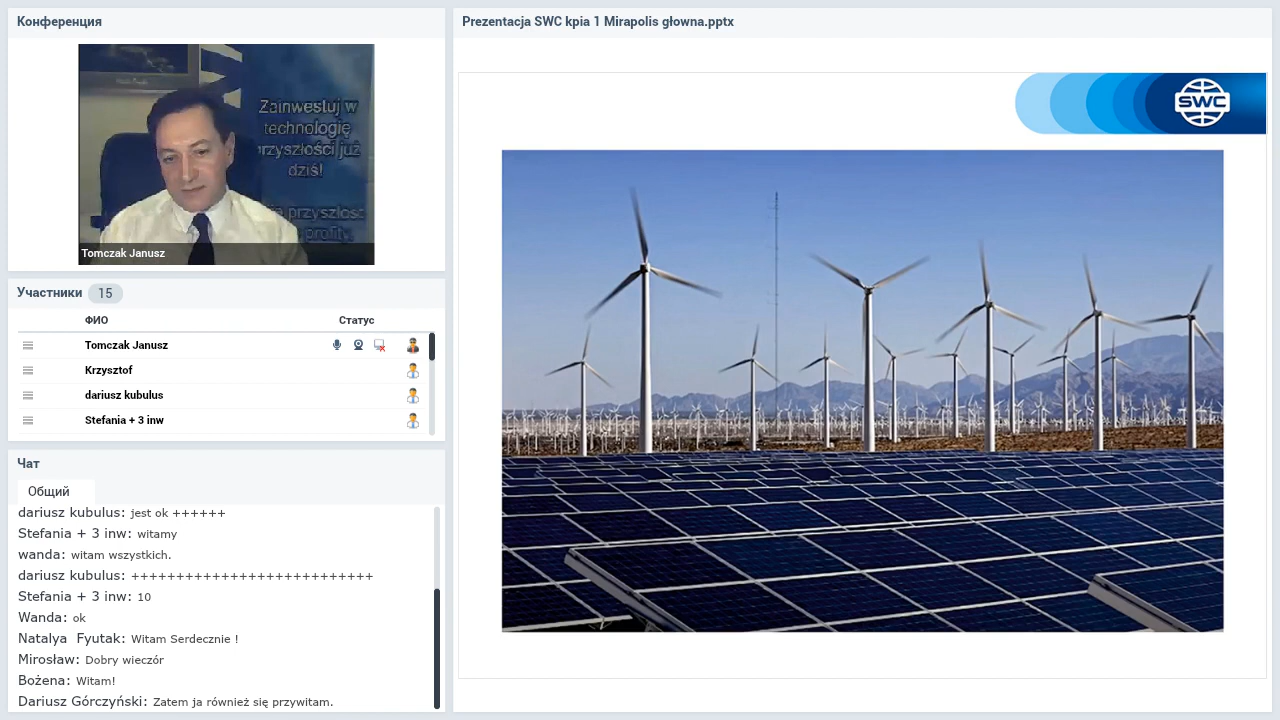 Конференция
Zainwestuj w
technologię
przyszłości już
dziś!
Tomczak Janusz
Участники 15
ФИО Статус
Tomczak Janusz
Krzysztof
dariusz kubulus
Stefania + 3 inw
Чат
Общий
dariusz kubulus: jest ok ++++++
Stefania + 3 inw: witamy
wanda: witam wszystkich.
dariusz kubulus: +++++++++++++++++++++++++++
Stefania + 3 inw: 10
Wanda: ok
Natalya Fyutak: Witam Serdecznie !
Mirosław: Dobry wieczór
Bożena: Witam!
Dariusz Górczyński: Zatem ja również się przywitam.
Prezentacja SWC kpia 1 Mirapolis głowna.pptx
SWC